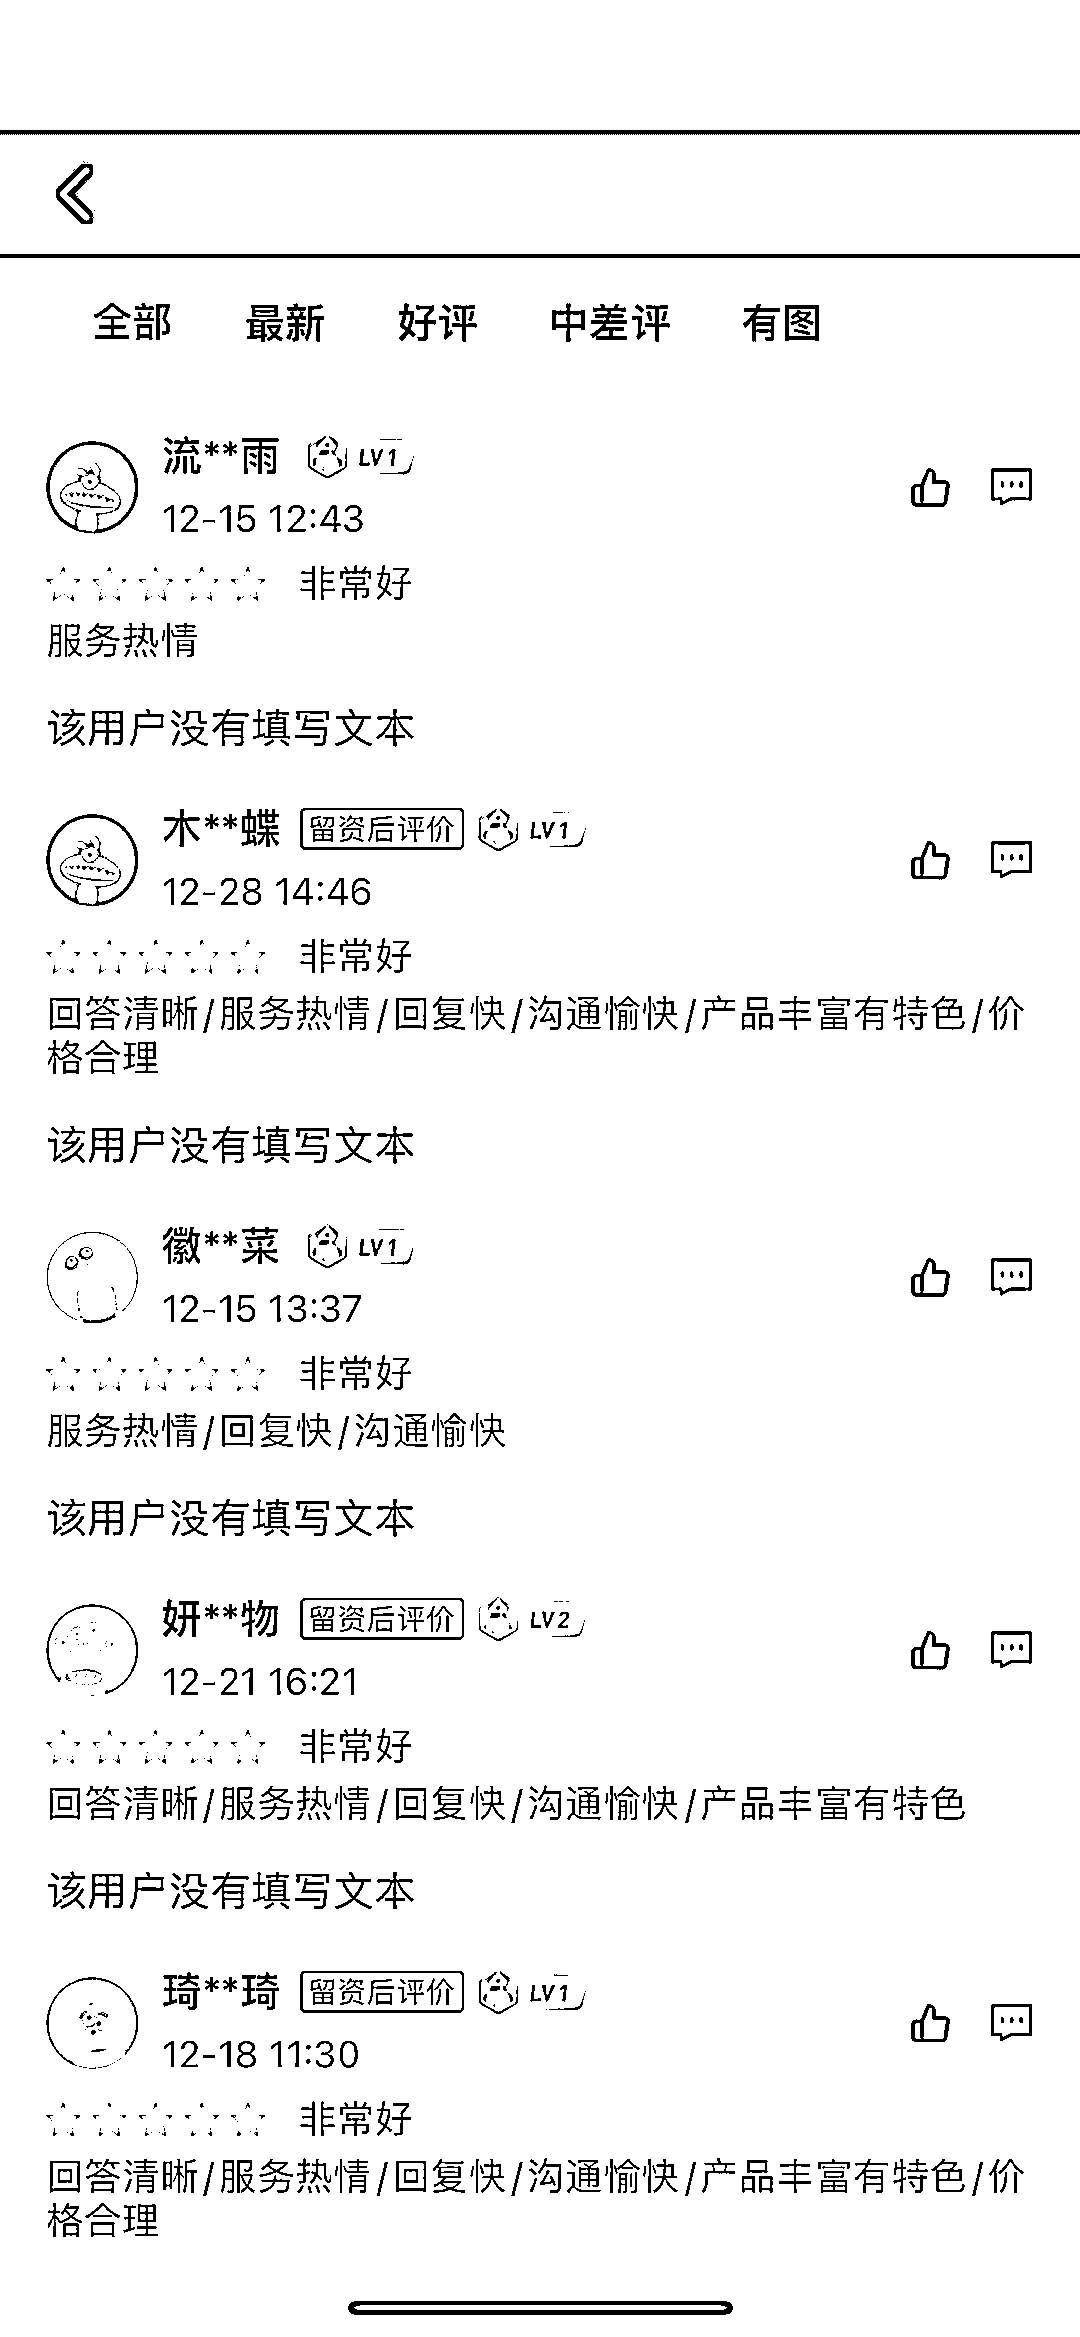 全部 最新 好评 中差评 有图
流**雨 LV1
12-15 12:43
非常好
服务热情
该用户没有填写文本
木**蝶 留资后评价 LV1
12-28 14:46
非常好
回答清晰/服务热情/回复快/沟通愉快/产品丰富有特色/价
格合理
该用户没有填写文本
徽**菜 LV1
12-15 13:37
非常好
服务热情/回复快/沟通愉快
该用户没有填写文本
妍**物 留资后评价 LV2
12-21 16:21
非常好
回答清晰/服务热情/回复快/沟通愉快/产品丰富有特色
该用户没有填写文本
琦**琦 留资后评价 LV1
12-18 11:30
非常好
回答清晰/服务热情/回复快/沟通愉快/产品丰富有特色/价
格合理